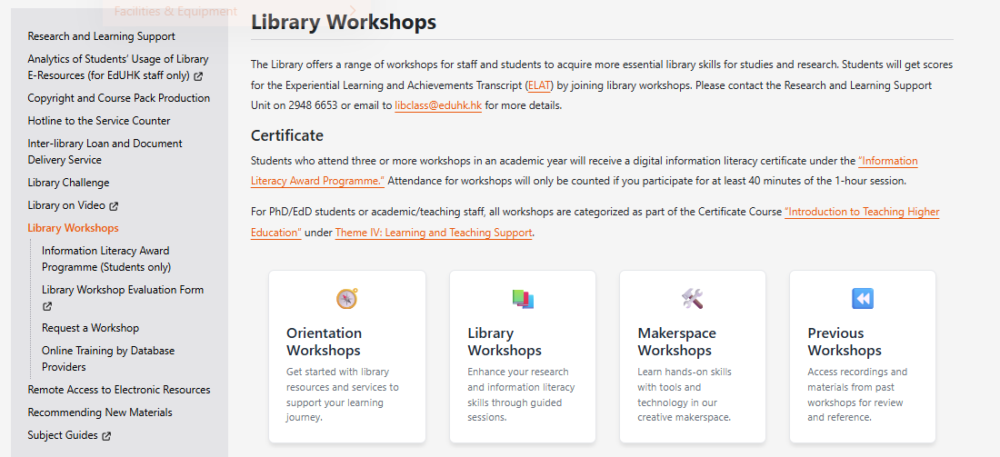 Facilities & Equipment
Research and Learning Support
Analytics of Students' Usage of Library
E-Resources (for EdUHK staff only)
Copyright and Course Pack Production
Hotline to the Service Counter
Inter-library Loan and Document
Delivery Service
Library Challenge
Library on Video
Library Workshops
Information Literacy Award
Programme (Students only)
Library Workshop Evaluation Form
Request a Workshop
Online Training by Database
Providers
Remote Access to Electronic Resources
Recommending New Materials
Subject Guides
Library Workshops
The Library offers a range of workshops for staff and students to acquire more essential library skills for studies and research. Students will get scores
for the Experiential Learning and Achievements Transcript (ELAT) by joining library workshops. Please contact the Research and Learning Support
Unit on 2948 6653 or email to libclass@eduhk.hk for more details.
Certificate
Students who attend three or more workshops in an academic year will receive a digital information literacy certificate under the "Information
Literacy Award Programme." Attendance for workshops will only be counted if you participate for at least 40 minutes of the 1-hour session.
For PhD/EdD students or academic/teaching staff, all workshops are categorized as part of the Certificate Course "Introduction to Teaching Higher
Education" under Theme IV: Learning and Teaching Support.
Orientation
Workshops
Get started with library
resources and services to
support your learning
journey.
Library
Workshops
Enhance your research
and information literacy
skills through guided
sessions.
Makerspace
Workshops
Learn hands-on skills
with tools and
technology in our
creative makerspace.
Previous
Workshops
Access recordings and
materials from past
workshops for review
and reference.